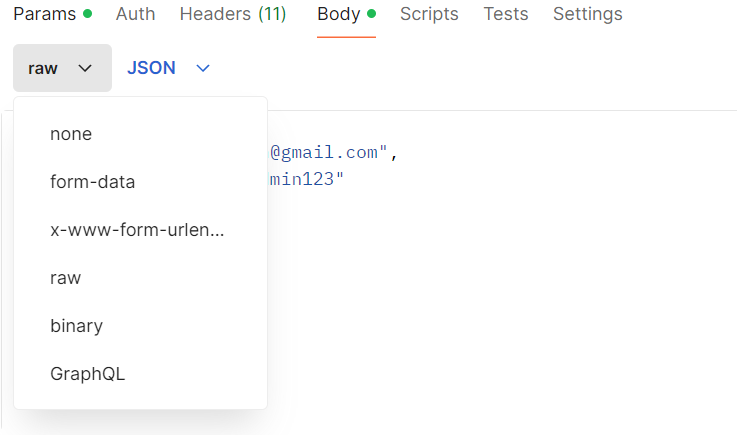 Params Auth Headers (11) Body Scripts Tests Settings
raw JSON
none
@gmail.com",
form-data
min123"
x-www-form-urlen...
raw
binary
GraphQL